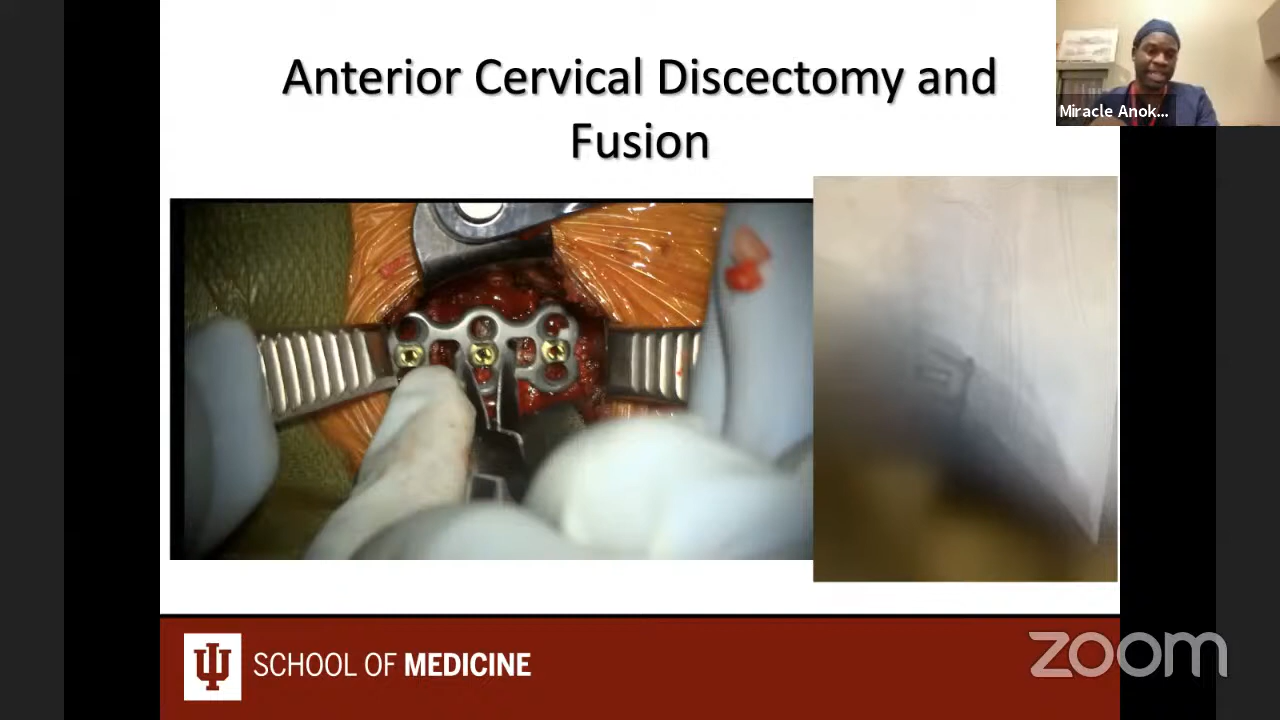 Anterior Cervical Discectomy and
Fusion
Miracle Anok...
SCHOOL OF MEDICINE
zoom